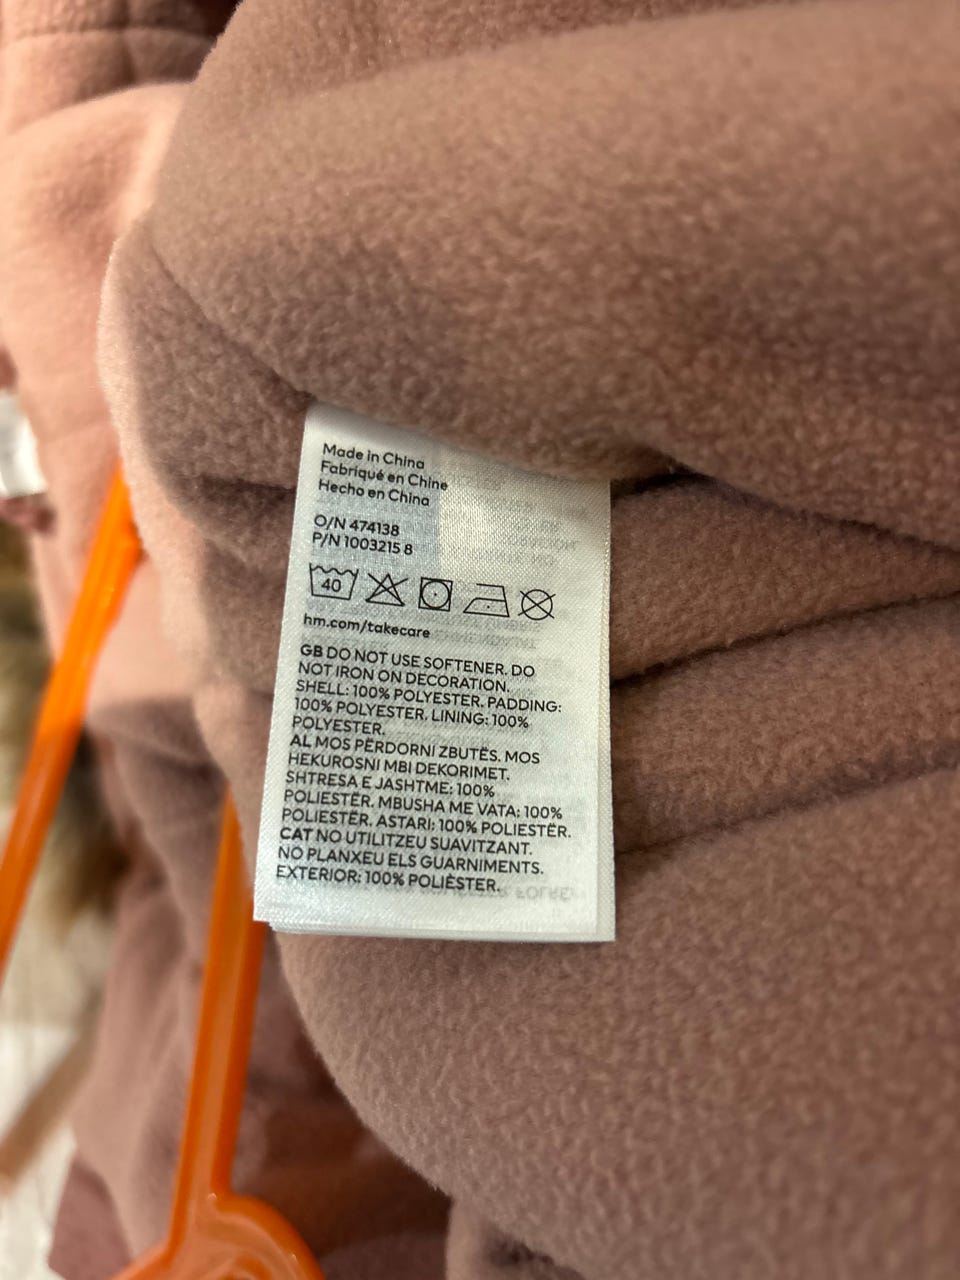 Made in China
Fabriqué en Chine
Hecho en China
O/N 474138
P/N 1003215 8
40
hm.com/takecare
GB DO NOT USE SOFTENER. DO
NOT IRON ON DECORATION.
SHELL: 100% POLYESTER. PADDING:
100% POLYESTER. LINING: 100%
POLYESTER.
AL MOS PËRDORNI ZBUTËS. MOS
HEKUROSNI MBI DEKORIMET.
SHTRESA E JASHTME: 100%
POLIESTËR. MBUSHA ME VATA: 100%
POLIESTËR. ASTARI: 100% POLIESTËR.
CAT NO UTILITZEU SUAVITZANT.
NO PLANXEU ELS GUARNIMENTS.
EXTERIOR: 100% POLIÈSTER.